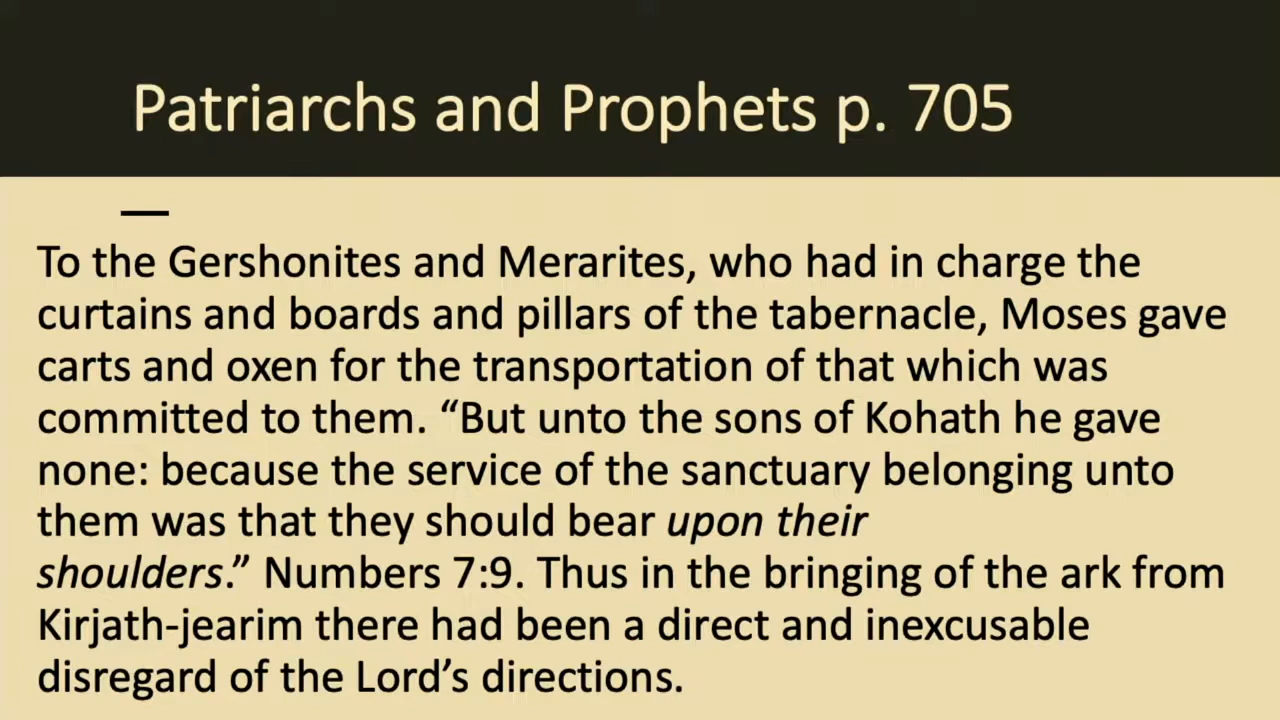 Patriarchs and Prophets p. 705
To the Gershonites and Merarites, who had in charge the
curtains and boards and pillars of the tabernacle, Moses gave
carts and oxen for the transportation of that which was
committed to them. “But unto the sons of Kohath he gave
none: because the service of the sanctuary belonging unto
them was that they should bear upon their
shoulders.” Numbers 7:9. Thus in the bringing of the ark from
Kirjath-jearim there had been a direct and inexcusable
disregard of the Lord’s directions.